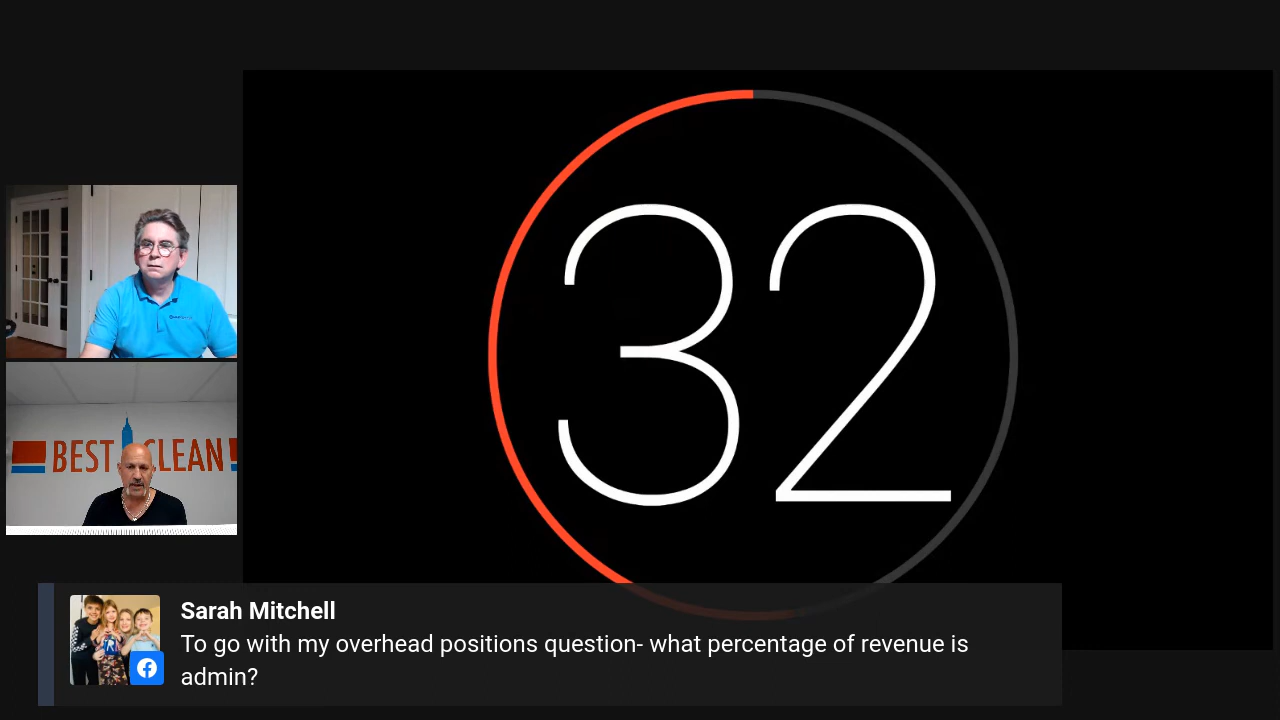 32
BEST CLEAN!
Sarah Mitchell
To go with my overhead positions question- what percentage of revenue is
admin?